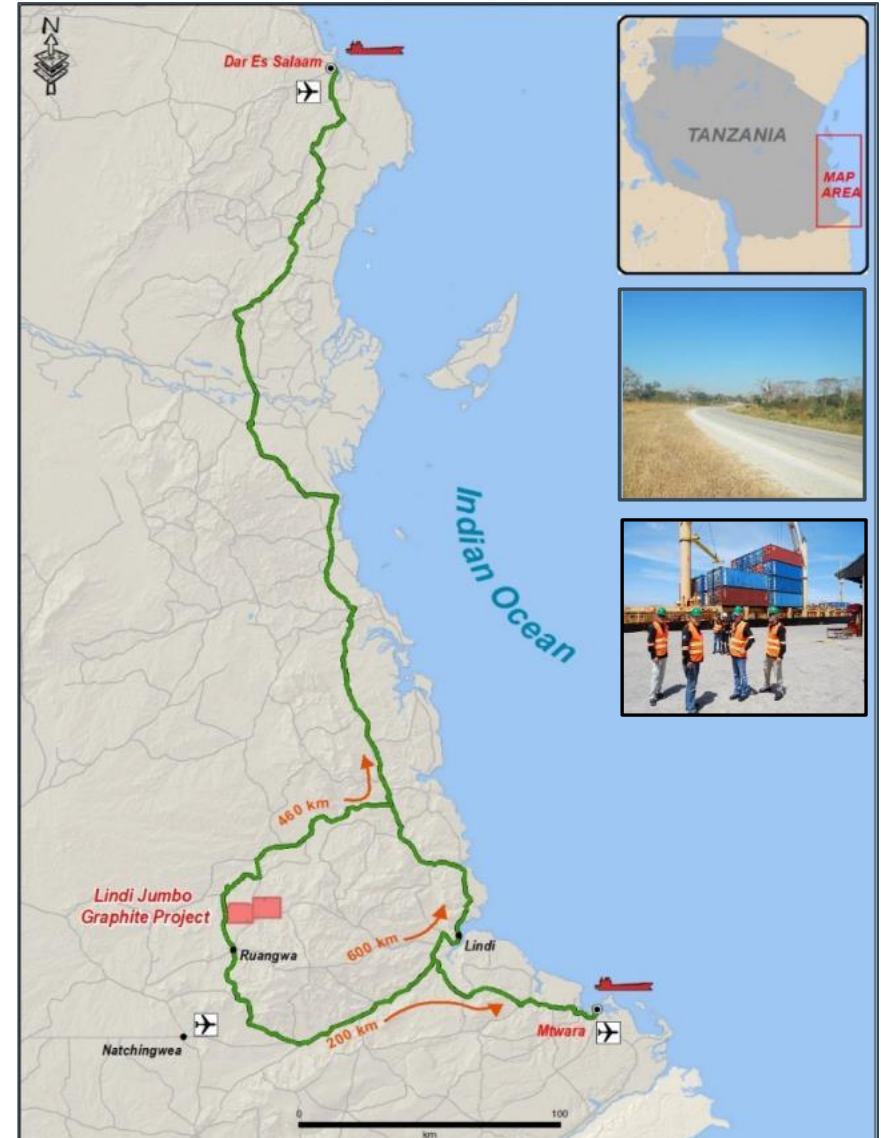 N
Dar Es Salaam
TANZANIA
MAP
AREA
Indian Ocean
460 km
Lindi Jumbo
Graphite Project
Ruangwa
600 km
Lindi
200 km
Mtwara
Natchingwea
0
100
km